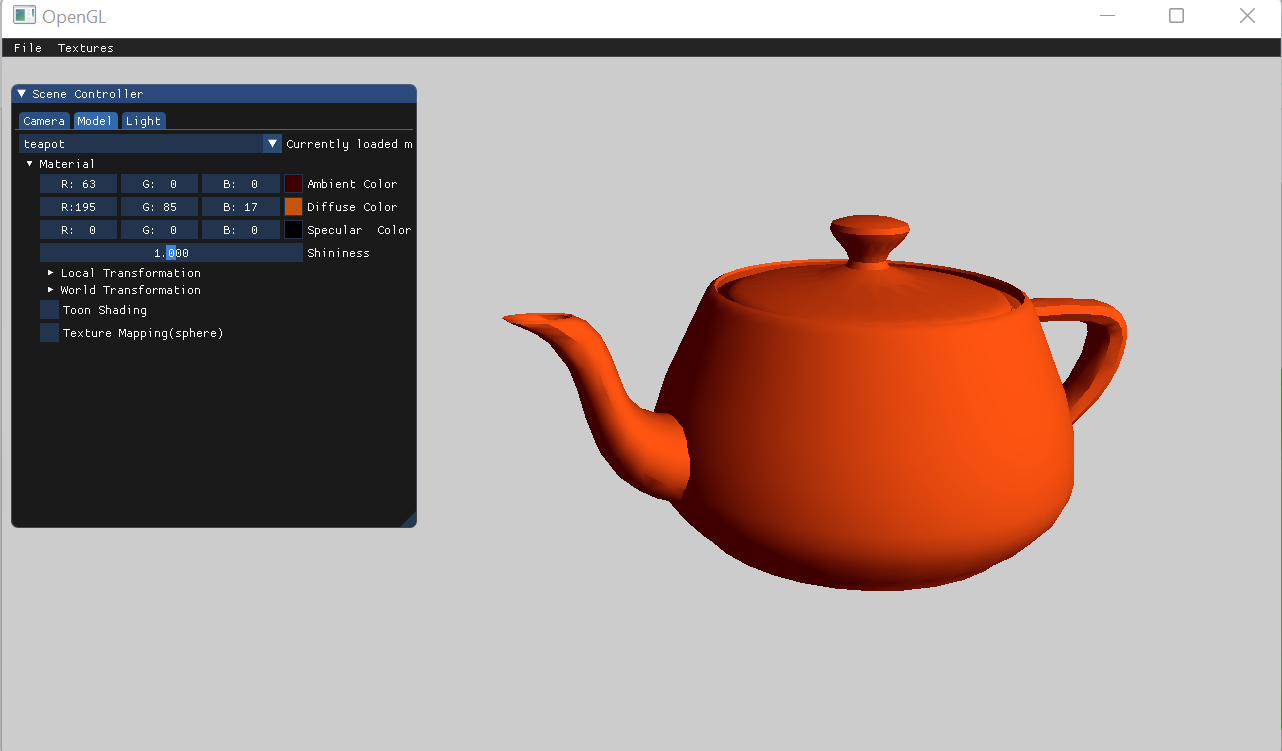 OpenGL
File Textures
Scene Controller
Camera Model Light
teapot Currently loaded m
Material
R: 63 G: 0 B: 0 Ambient Color
R:195 G: 85 B: 17 Diffuse Color
R: 0 G: 0 B: 0 Specular Color
1.000 Shininess
Local Transformation
World Transformation
Toon Shading
Texture Mapping(sphere)